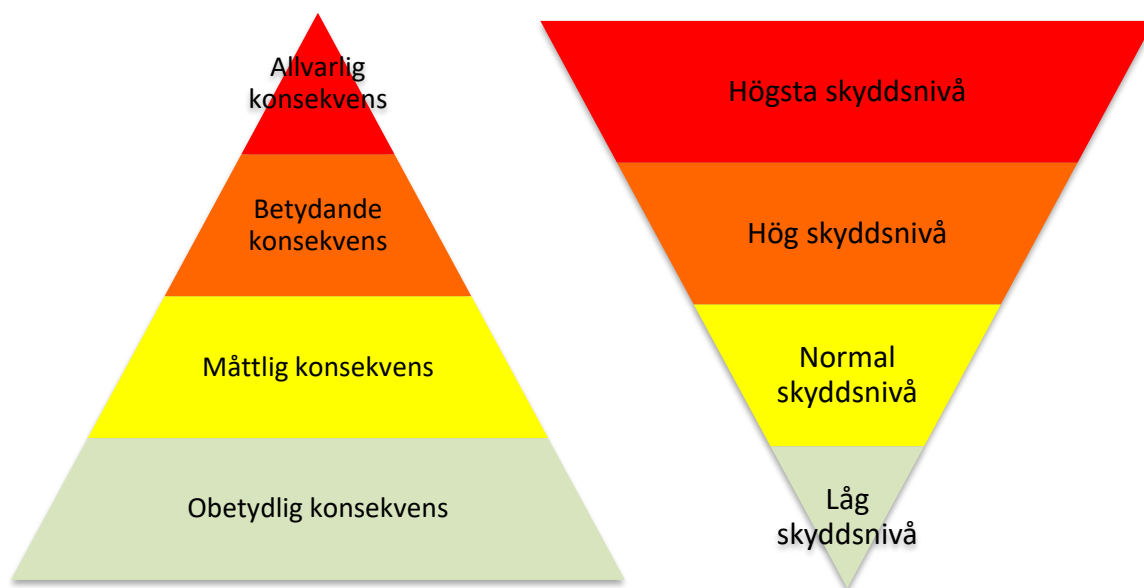 Allvarlig
konsekvens
Betydande
konsekvens
Måttlig konsekvens
Obetydlig konsekvens
Högsta skyddsnivå
Hög skyddsnivå
Normal
skyddsnivå
Låg
skyddsnivå